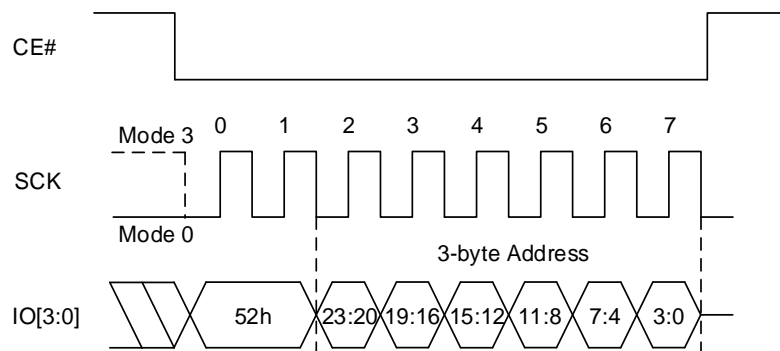 CE#
0 1 2 3 4 5 6 7
Mode 3
SCK
Mode 0
3-byte Address
IO[3:0]
52h 23:20 19:16 15:12 11:8 7:4 3:0